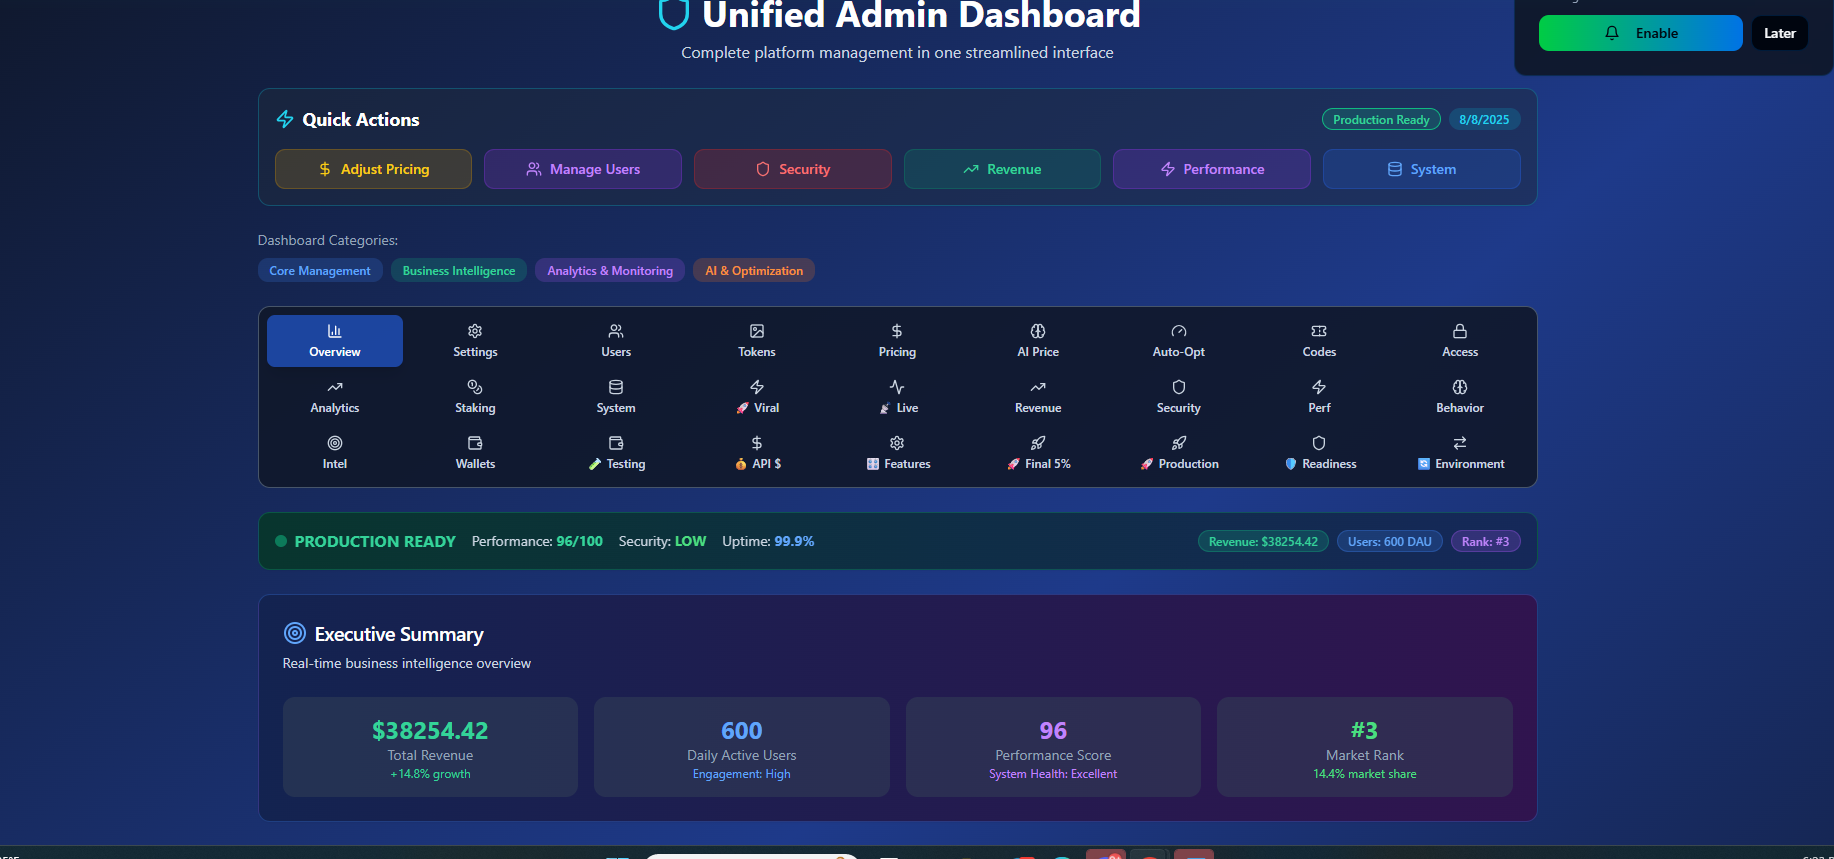 Unified Admin Dashboard
Complete platform management in one streamlined interface
Enable
Later
Quick Actions
Production Ready
8/8/2025
Adjust Pricing
Manage Users
Security
Revenue
Performance
System
Dashboard Categories:
Core Management
Business Intelligence
Analytics & Monitoring
AI & Optimization
Overview
Settings
Users
Tokens
Pricing
AI Price
Auto-Opt
Codes
Access
Analytics
Staking
System
🚀 Viral
📡 Live
Revenue
Security
Perf
Behavior
Intel
Wallets
🧪 Testing
💰 API $
🎛️ Features
🚀 Final 5%
🚀 Production
🛡️ Readiness
🔄 Environment
PRODUCTION READY Performance: 96/100 Security: LOW Uptime: 99.9%
Revenue: $38254.42
Users: 600 DAU
Rank: #3
Executive Summary
Real-time business intelligence overview
$38254.42
Total Revenue
+14.8% growth
600
Daily Active Users
Engagement: High
96
Performance Score
System Health: Excellent
#3
Market Rank
14.4% market share